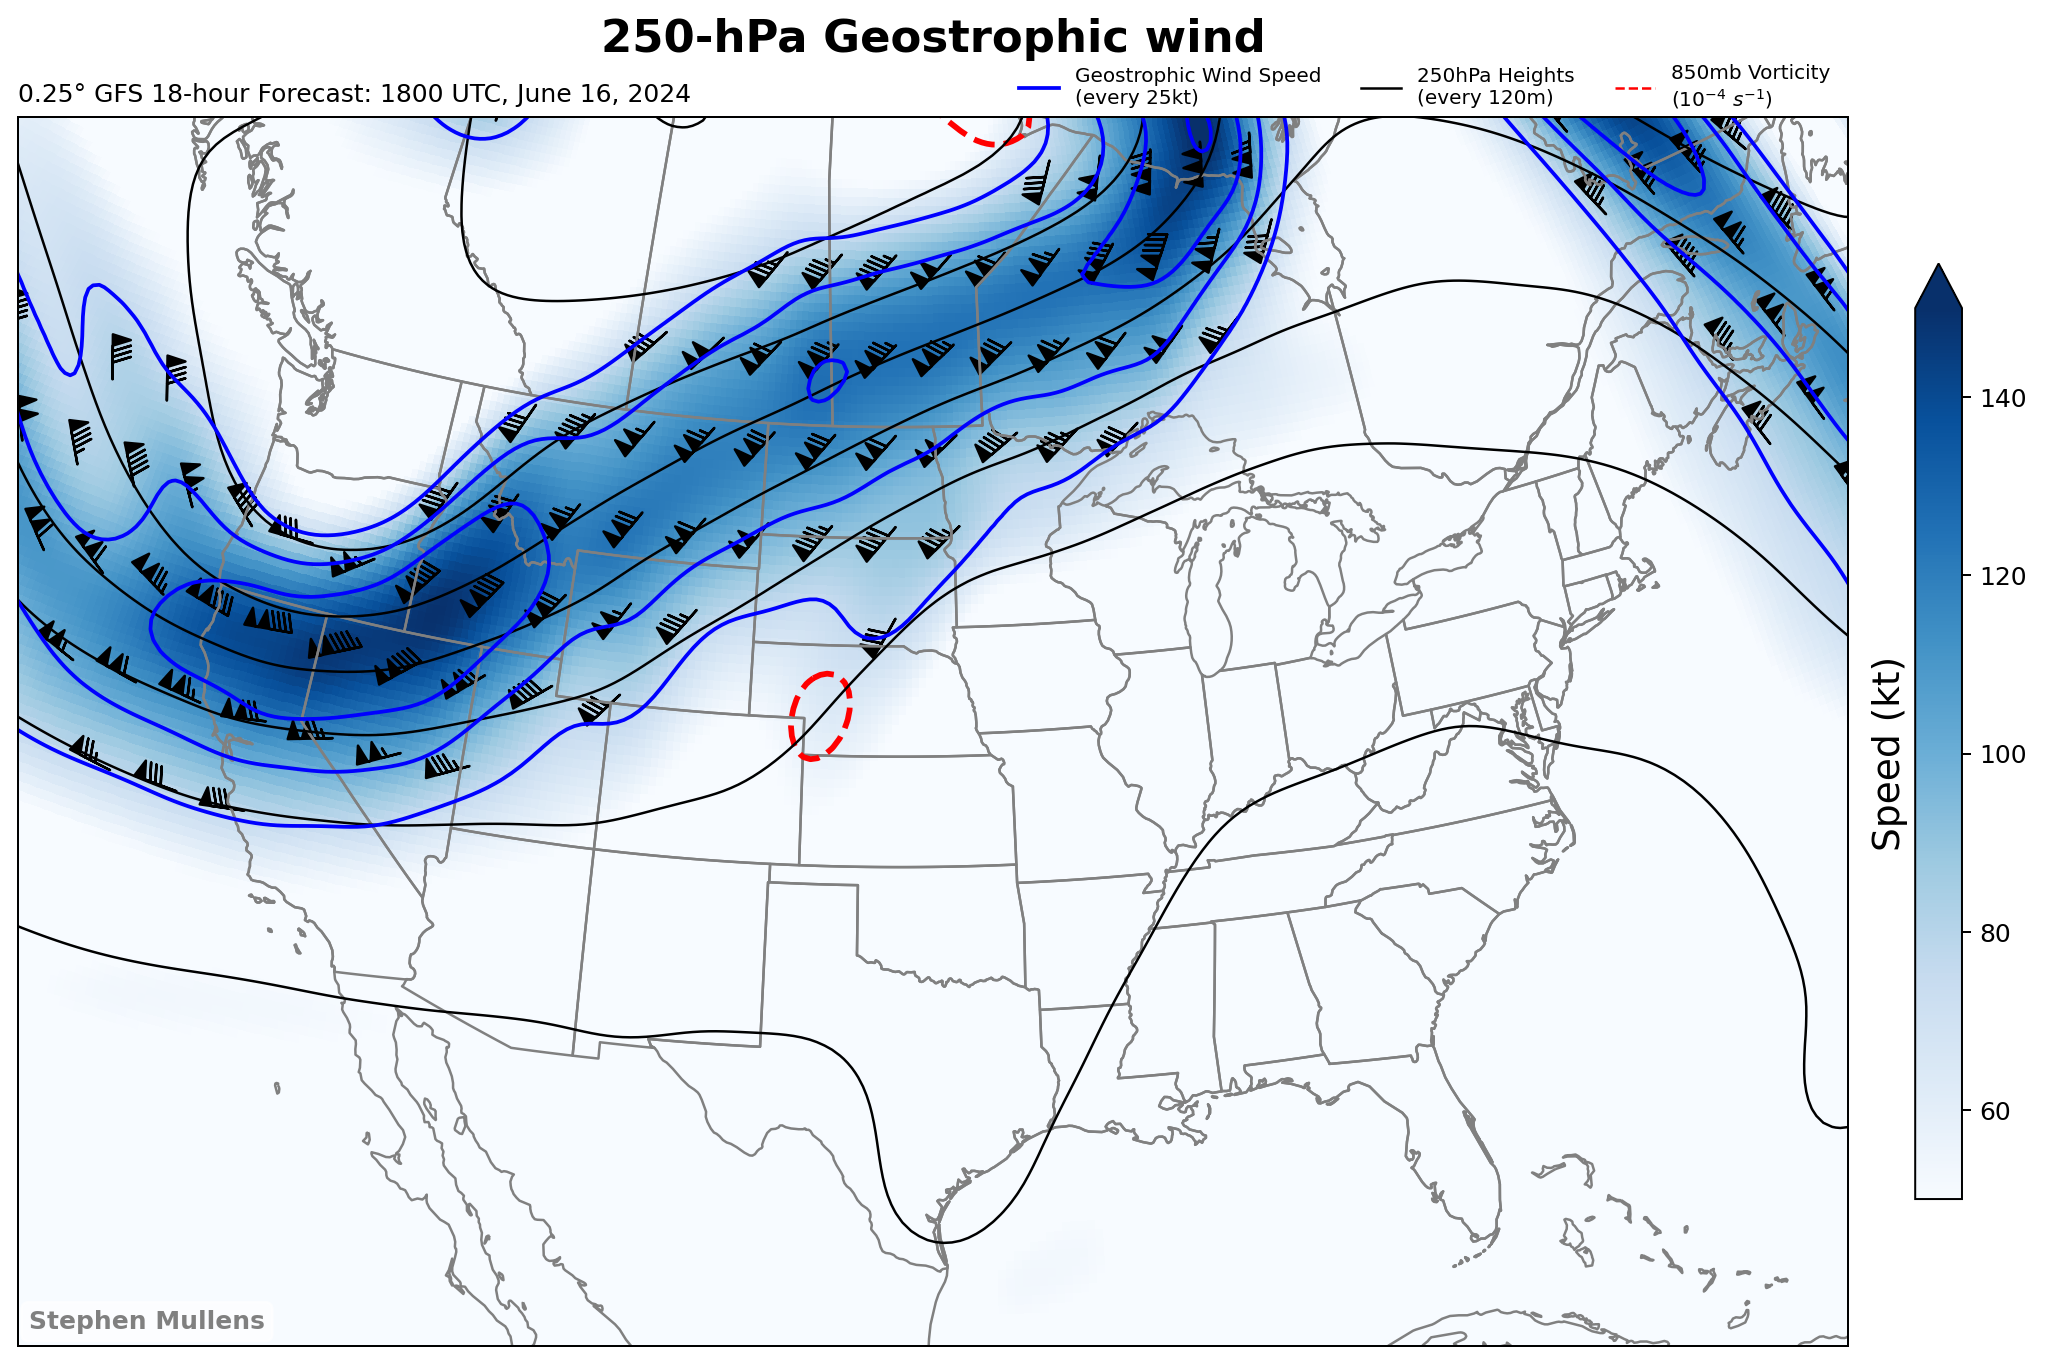 250-hPa Geostrophic wind
0.25° GFS 18-hour Forecast: 1800 UTC, June 16, 2024
Geostrophic Wind Speed
(every 25kt)
250hPa Heights
(every 120m)
850mb Vorticity
(10⁻⁴ s⁻¹)
140
120
100
80
60
Speed (kt)
Stephen Mullens